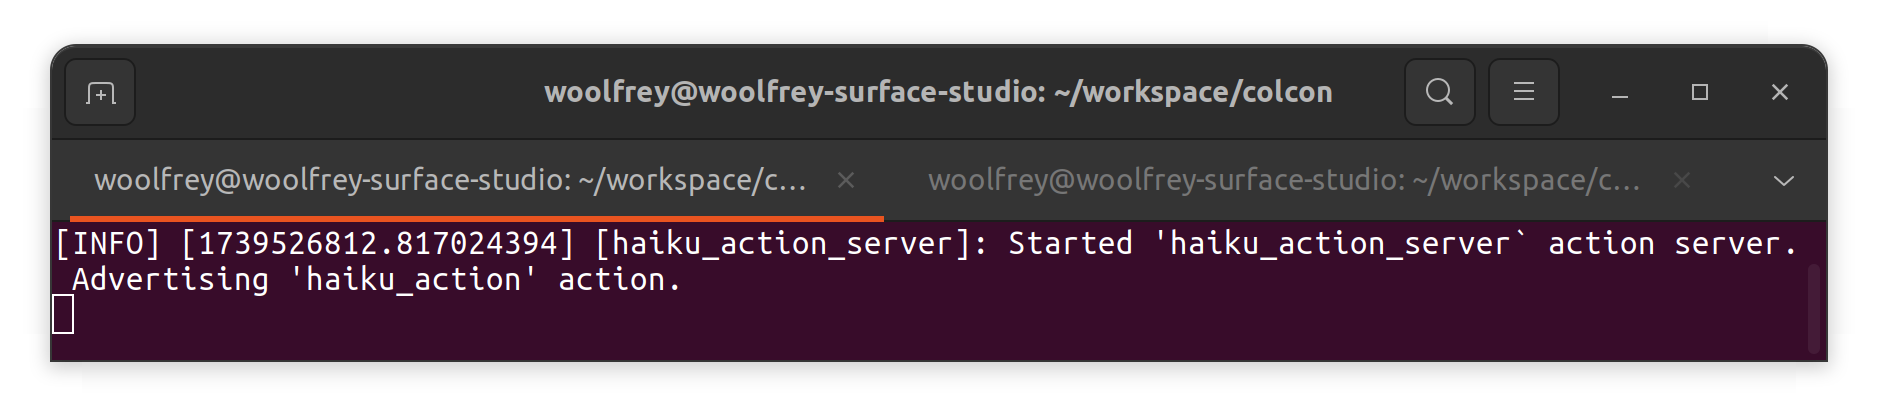 woolfrey@woolfrey-surface-studio: ~/workspace/colcon
woolfrey@woolfrey-surface-studio: ~/workspace/c... woolfrey@woolfrey-surface-studio: ~/workspace/c...
[INFO] [1739526812.817024394] [haiku_action_server]: Started 'haiku_action_server` action server.
Advertising 'haiku_action' action.